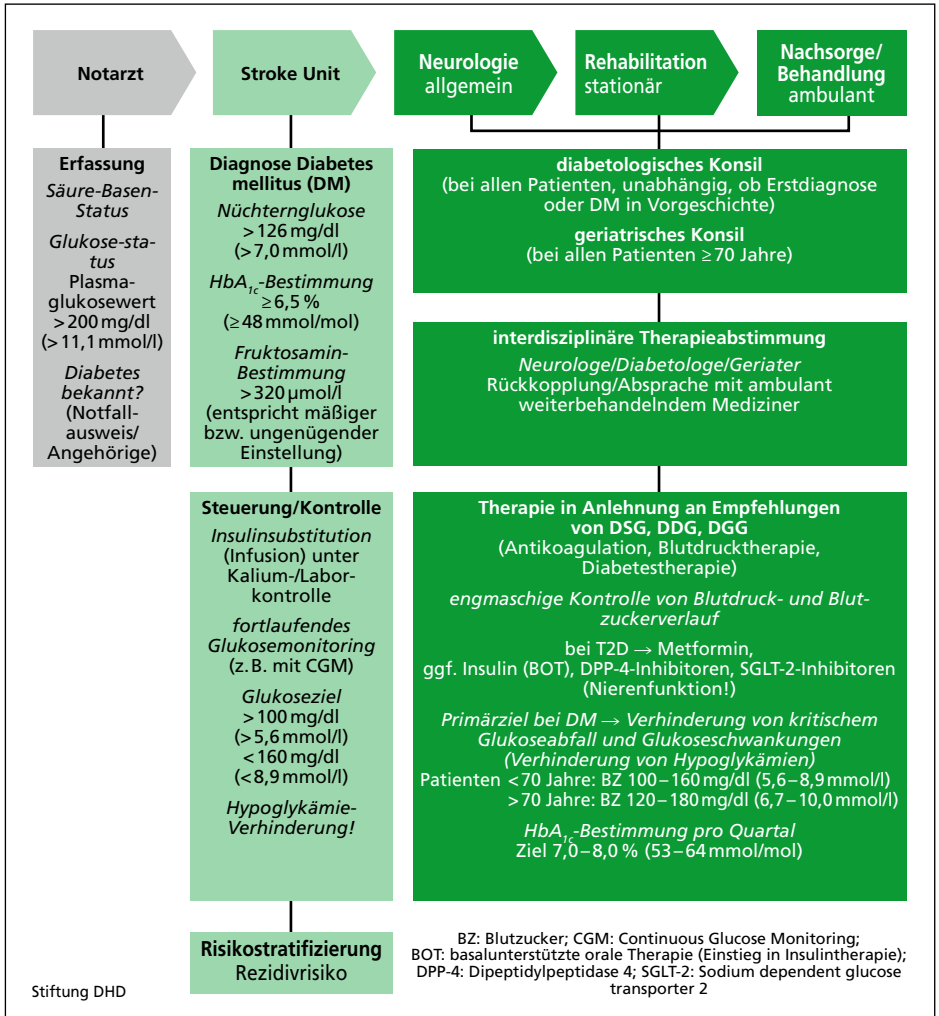 Notarzt
Stroke Unit
Neurologie
allgemein
Rehabilitation
stationär
Nachsorge/
Behandlung
ambulant
Erfassung
Säure-Basen-
Status
Glukose-sta-
tus
Plasma-
glukosewert
>200 mg/dl
(>11,1 mmol/l)
Diabetes
bekannt?
(Notfall-
ausweis/
Angehörige)
Diagnose Diabetes
mellitus (DM)
Nüchternglukose
>126 mg/dl
(>7,0 mmol/l)
HbA1c-Bestimmung
≥6,5 %
(≥48 mmol/mol)
Fruktosamin-
Bestimmung
>320 µmol/l
(entspricht mäßiger
bzw. ungenügender
Einstellung)
Steuerung/Kontrolle
Insulinsubstitution
(Infusion) unter
Kalium-/Labor-
kontrolle
fortlaufendes
Glukosemonitoring
(z. B. mit CGM)
Glukoseziel
>100 mg/dl
(>5,6 mmol/l)
<160 mg/dl
(<8,9 mmol/l)
Hypoglykämie-
Verhinderung!
Risikostratifizierung
Rezidivrisiko
diabetologisches Konsil
(bei allen Patienten, unabhängig, ob Erstdiagnose
oder DM in Vorgeschichte)
geriatrisches Konsil
(bei allen Patienten ≥70 Jahre)
interdisziplinäre Therapieabstimmung
Neurologe/Diabetologe/Geriater
Rückkopplung/Absprache mit ambulant
weiterbehandelndem Mediziner
Therapie in Anlehnung an Empfehlungen
von DSG, DDG, DGG
(Antikoagulation, Blutdrucktherapie,
Diabetestherapie)
engmaschige Kontrolle von Blutdruck- und Blut-
zuckerverlauf
bei T2D → Metformin,
ggf. Insulin (BOT), DPP-4-Inhibitoren, SGLT-2-Inhibitoren
(Nierenfunktion!)
Primärziel bei DM → Verhinderung von kritischem
Glukoseabfall und Glukoseschwankungen
(Verhinderung von Hypoglykämien)
Patienten <70 Jahre: BZ 100–160 mg/dl (5,6–8,9 mmol/l)
>70 Jahre: BZ 120–180 mg/dl (6,7–10,0 mmol/l)
HbA1c-Bestimmung pro Quartal
Ziel 7,0–8,0 % (53–64 mmol/mol)
BZ: Blutzucker; CGM: Continuous Glucose Monitoring;
BOT: basalunterstützte orale Therapie (Einstieg in Insulintherapie);
DPP-4: Dipeptidylpeptidase 4; SGLT-2: Sodium dependent glucose
transporter 2
Stiftung DHD